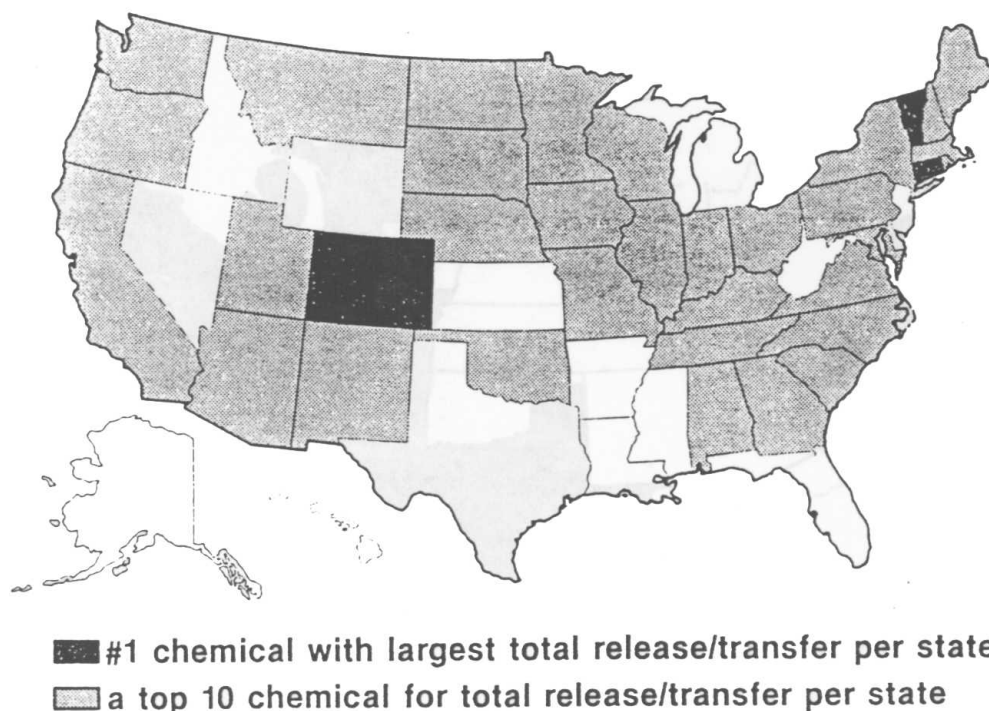 #1 chemical with largest total release/transfer per state
a top 10 chemical for total release/transfer per state